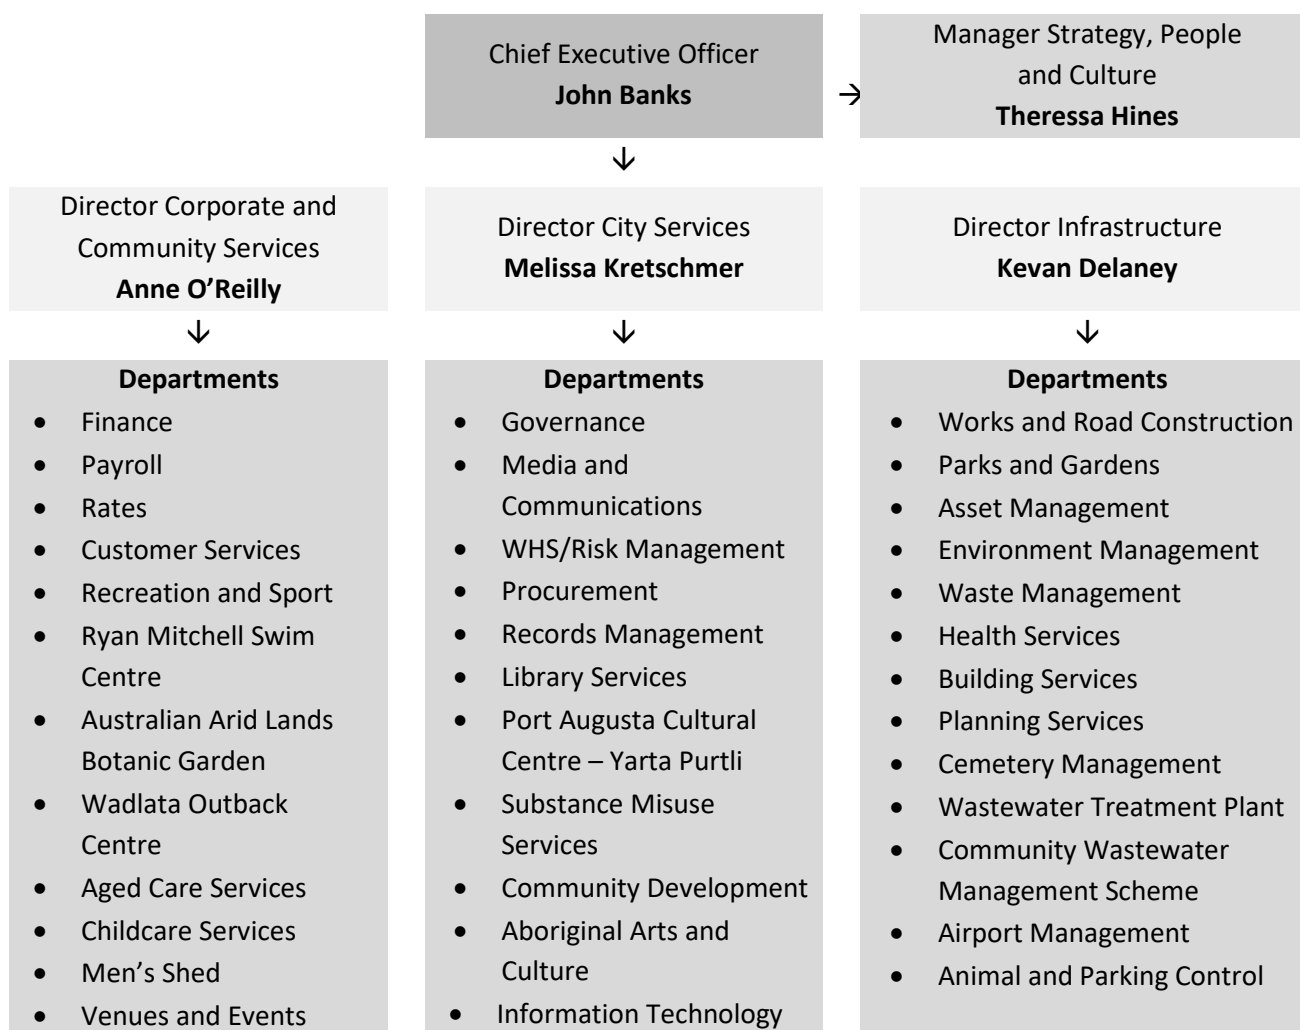 Chief Executive Officer
John Banks
→
Manager Strategy, People
and Culture
Theressa Hines
↓
Director Corporate and
Community Services
Anne O’Reilly
Director City Services
Melissa Kretschmer
Director Infrastructure
Kevan Delaney
↓
↓
↓
Departments
• Finance
• Payroll
• Rates
• Customer Services
• Recreation and Sport
• Ryan Mitchell Swim
Centre
• Australian Arid Lands
Botanic Garden
• Wadlata Outback
Centre
• Aged Care Services
• Childcare Services
• Men’s Shed
• Venues and Events
Departments
• Governance
• Media and
Communications
• WHS/Risk Management
• Procurement
• Records Management
• Library Services
• Port Augusta Cultural
Centre – Yarta Purtli
• Substance Misuse
Services
• Community Development
• Aboriginal Arts and
Culture
• Information Technology
Departments
• Works and Road Construction
• Parks and Gardens
• Asset Management
• Environment Management
• Waste Management
• Health Services
• Building Services
• Planning Services
• Cemetery Management
• Wastewater Treatment Plant
• Community Wastewater
Management Scheme
• Airport Management
• Animal and Parking Control